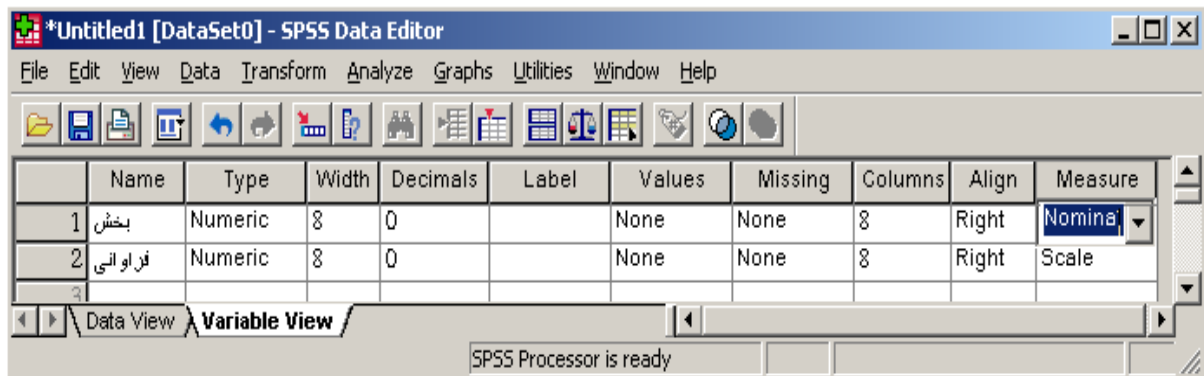 *Untitled1 [DataSet0] - SPSS Data Editor
File Edit View Data Transform Analyze Graphs Utilities Window Help
Name Type Width Decimals Label Values Missing Columns Align Measure
1 بخش Numeric 8 0 None None 8 Right Nominal
2 فراوانی Numeric 8 0 None None 8 Right Scale
3
Data View Variable View
SPSS Processor is ready